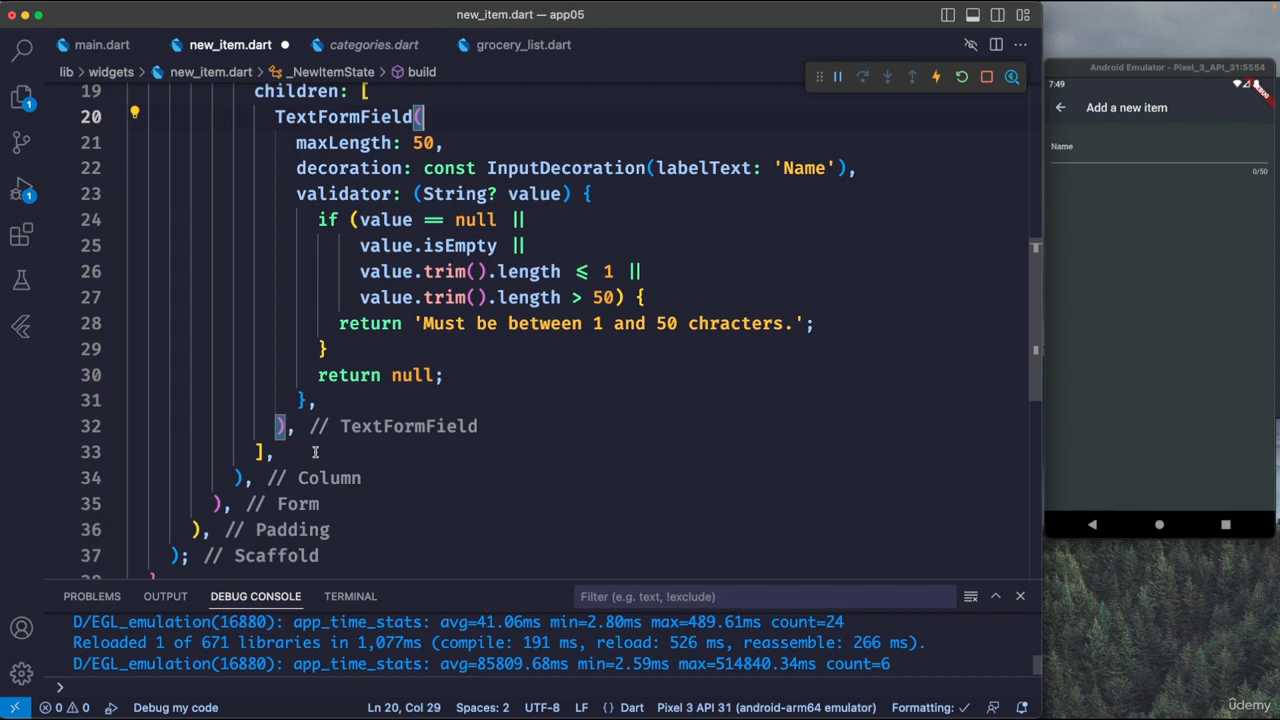 new_item.dart — app05
main.dart
new_item.dart
categories.dart
grocery_list.dart
lib > widgets > new_item.dart > _NewItemState > build
19 children: [
20 TextFormField(
21 maxLength: 50,
22 decoration: const InputDecoration(labelText: 'Name'),
23 validator: (String? value) {
24 if (value == null ||
25 value.isEmpty ||
26 value.trim().length <= 1 ||
27 value.trim().length > 50) {
28 return 'Must be between 1 and 50 chracters.';
29 }
30 return null;
31 },
32 ), // TextFormField
33 ],
34 ), // Column
35 ), // Form
36 ), // Padding
37 ); // Scaffold
1
1
PROBLEMS OUTPUT DEBUG CONSOLE TERMINAL
Filter (e.g. text, !exclude)
D/EGL_emulation(16880): app_time_stats: avg=41.06ms min=2.80ms max=489.61ms count=24
Reloaded 1 of 671 libraries in 1,077ms (compile: 191 ms, reload: 526 ms, reassemble: 266 ms).
D/EGL_emulation(16880): app_time_stats: avg=85809.68ms min=2.59ms max=514840.34ms count=6
>
0 0 Debug my code Ln 20, Col 29 Spaces: 2 UTF-8 LF { } Dart Pixel 3 API 31 (android-arm64 emulator) Formatting: ✓
Android Emulator - Pixel_3_API_31:5554
7:49
DEBUG
Add a new item
Name
0/50
ûdemy